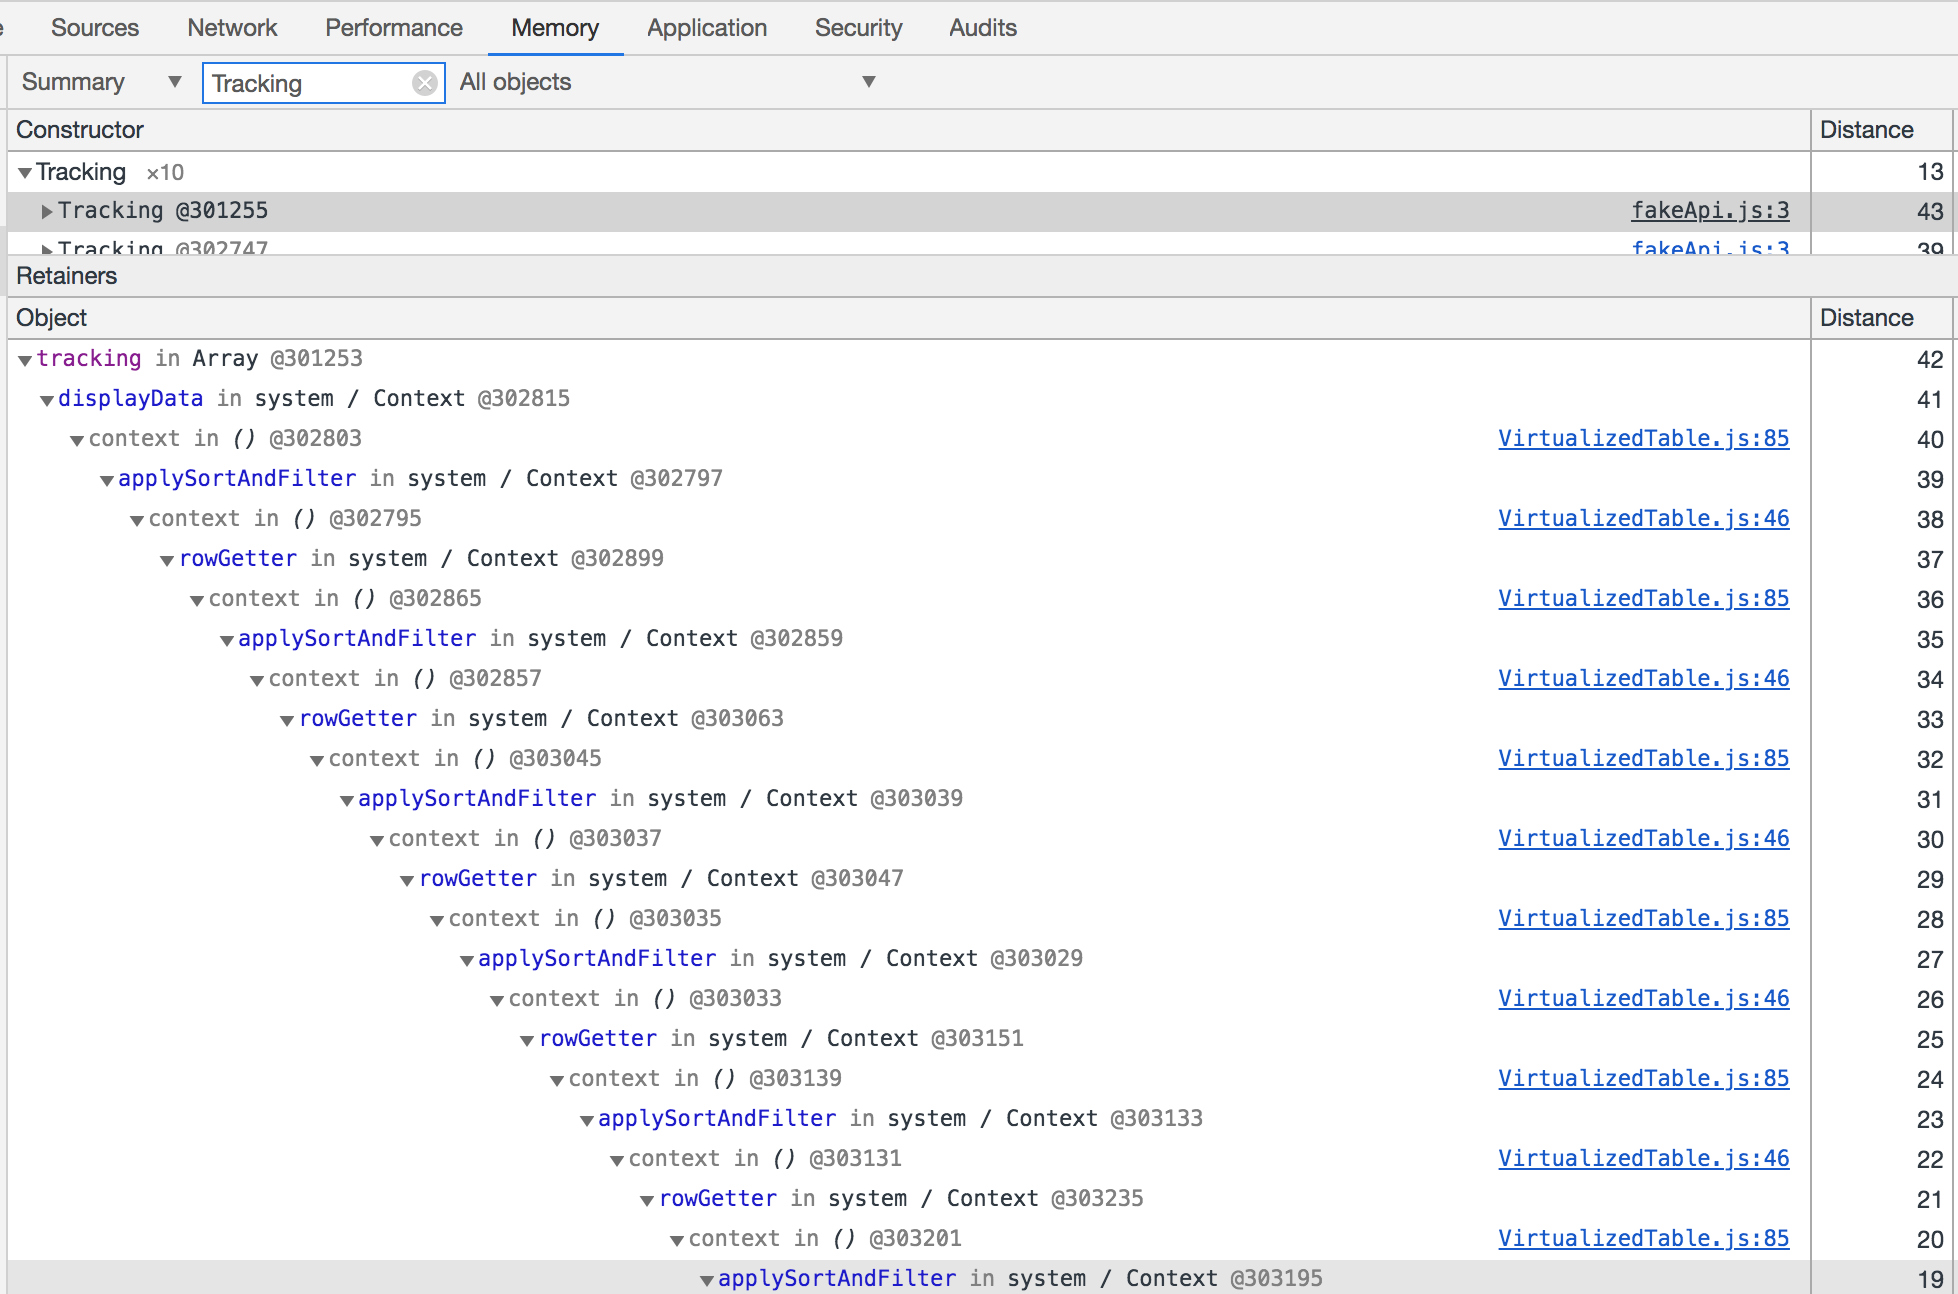 e Sources Network Performance Memory Application Security Audits
Summary ▼ Tracking All objects ▼
Constructor Distance
▼Tracking ×10 13
▶Tracking @301255 fakeApi.js:3 43
▶Tracking @302747 fakeApi.js:3 39
Retainers
Object Distance
▼tracking in Array @301253 42
▼displayData in system / Context @302815 41
▼context in () @302803 VirtualizedTable.js:85 40
▼applySortAndFilter in system / Context @302797 39
▼context in () @302795 VirtualizedTable.js:46 38
▼rowGetter in system / Context @302899 37
▼context in () @302865 VirtualizedTable.js:85 36
▼applySortAndFilter in system / Context @302859 35
▼context in () @302857 VirtualizedTable.js:46 34
▼rowGetter in system / Context @303063 33
▼context in () @303045 VirtualizedTable.js:85 32
▼applySortAndFilter in system / Context @303039 31
▼context in () @303037 VirtualizedTable.js:46 30
▼rowGetter in system / Context @303047 29
▼context in () @303035 VirtualizedTable.js:85 28
▼applySortAndFilter in system / Context @303029 27
▼context in () @303033 VirtualizedTable.js:46 26
▼rowGetter in system / Context @303151 25
▼context in () @303139 VirtualizedTable.js:85 24
▼applySortAndFilter in system / Context @303133 23
▼context in () @303131 VirtualizedTable.js:46 22
▼rowGetter in system / Context @303235 21
▼context in () @303201 VirtualizedTable.js:85 20
▼applySortAndFilter in system / Context @303195 19